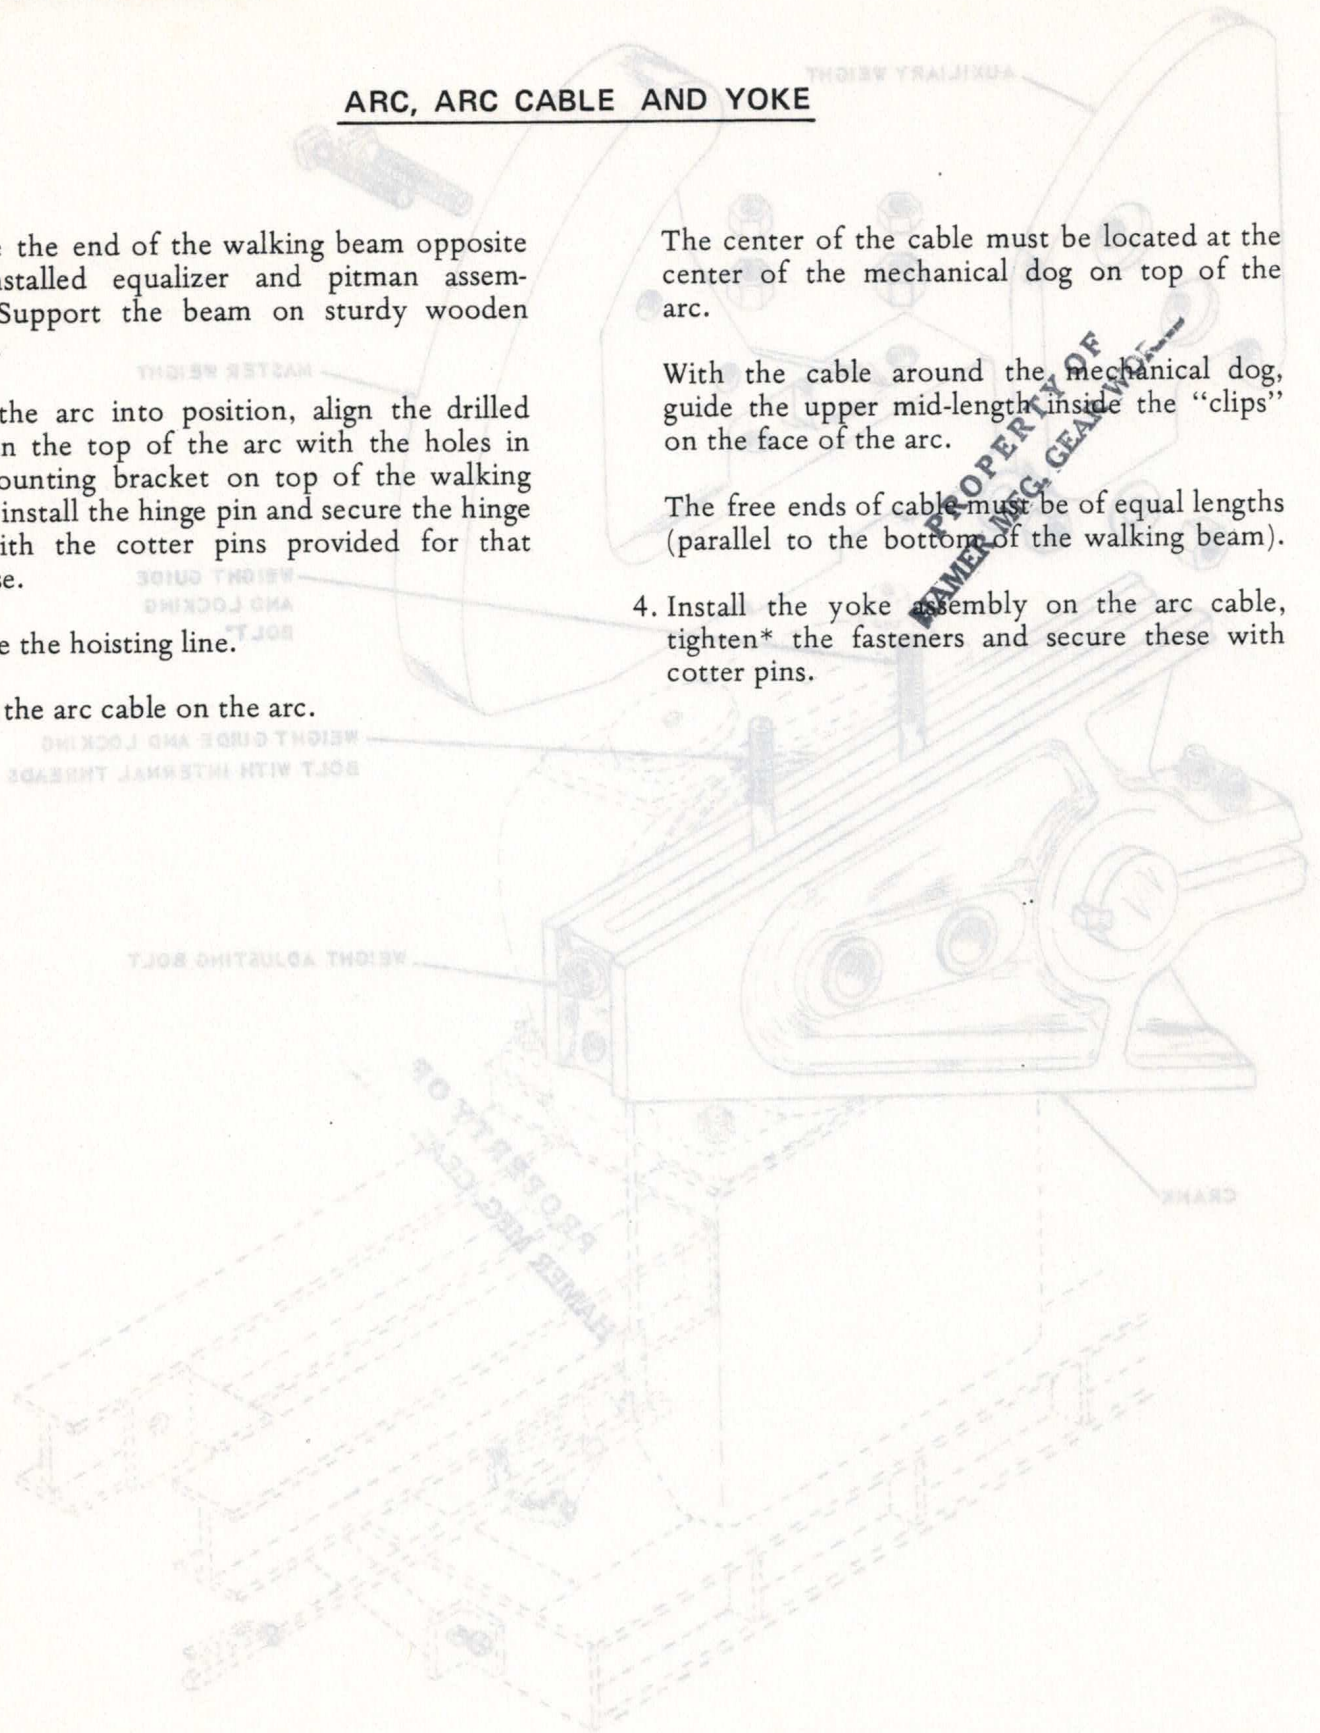 ARC, ARC CABLE AND YOKE
the end of the walking beam opposite
stalled equalizer and pitman assem-
Support the beam on sturdy wooden
the arc into position, align the drilled
n the top of the arc with the holes in
ounting bracket on top of the walking
install the hinge pin and secure the hinge
ith the cotter pins provided for that
se.
e the hoisting line.
the arc cable on the arc.
The center of the cable must be located at the
center of the mechanical dog on top of the
arc.
With the cable around the mechanical dog,
guide the upper mid-length inside the “clips”
on the face of the arc.
The free ends of cable must be of equal lengths
(parallel to the bottom of the walking beam).
4. Install the yoke assembly on the arc cable,
tighten* the fasteners and secure these with
cotter pins.
PROPERTY OF
HAMER MFG. GEAR
AUXILIARY WEIGHT
MASTER WEIGHT
WEIGHT GUIDE
AND LOCKING
BOLT*
WEIGHT GUIDE AND LOCKING
BOLT WITH INTERNAL THREADS
WEIGHT ADJUSTING BOLT
CRANK
PROPERTY OF
HAMER MFG. GEA